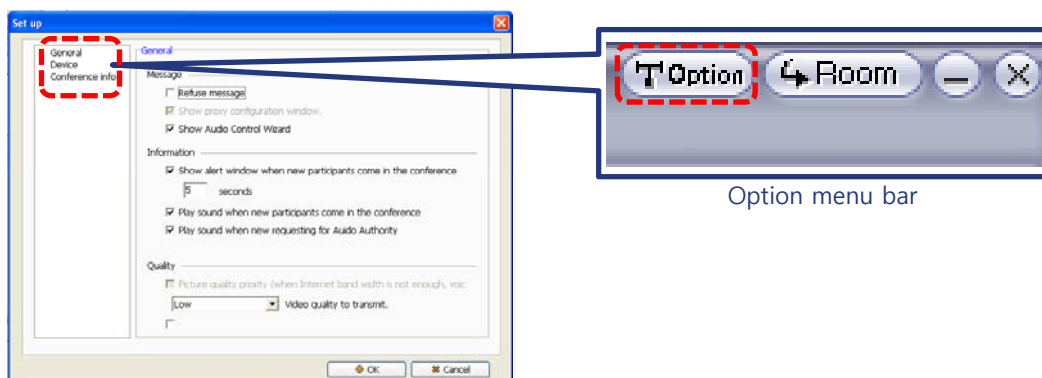 Set up
General
Device
Conference info
General
Message
Refuse message
Show proxy configuration window.
Show Audio Control Wizard
Information
Show alert window when new participants come in the conference
5 seconds
Play sound when new participants come in the conference
Play sound when new requesting for Auido Authority
Quality
Picture quality priority (when Internet band width is not enough, voic
Low Video quality to transmit.
OK Cancel
Option Room
Option menu bar